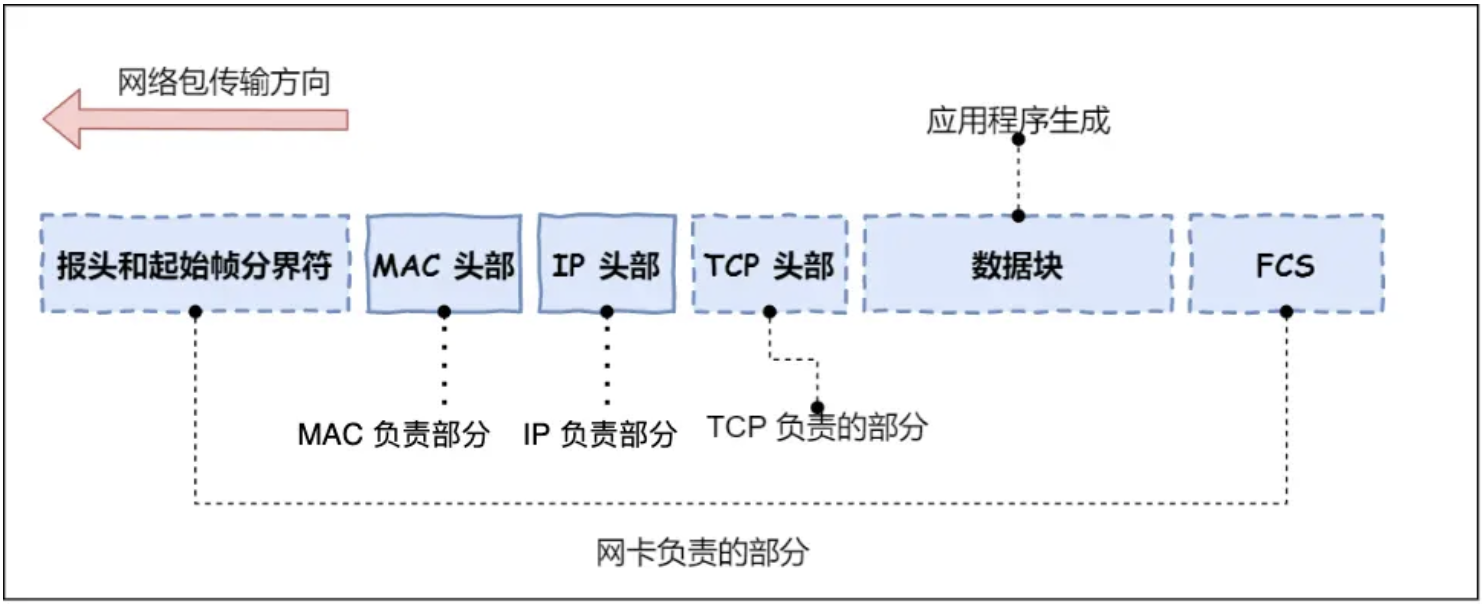 网络包传输方向
应用程序生成
报头和起始帧分界符
MAC 头部
IP 头部
TCP 头部
数据块
FCS
MAC 负责部分
IP 负责部分
TCP 负责的部分
网卡负责的部分